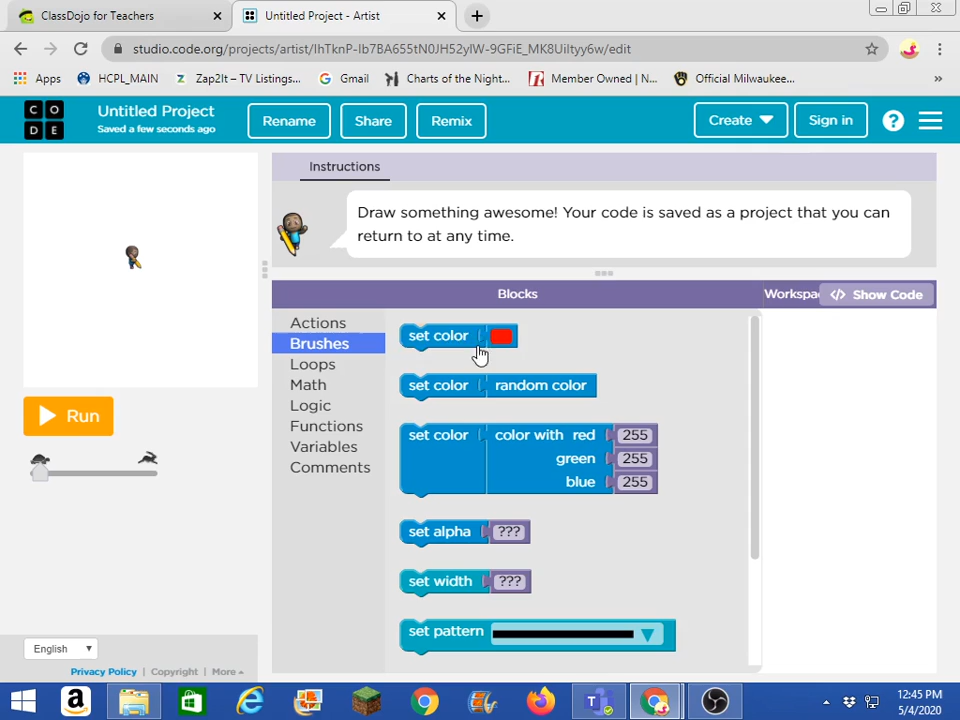 ClassDojo for Teachers
Untitled Project - Artist
studio.code.org/projects/artist/lhTknP-lb7BA655tN0JH52ylW-9GFiE_MK8Uiltyy6w/edit
Apps HCPL_MAIN Zap2It – TV Listings... Gmail Charts of the Night... Member Owned | N... Official Milwaukee... »
CODE
Untitled Project
Saved a few seconds ago
Rename Share Remix Create Sign in ?
Instructions
Draw something awesome! Your code is saved as a project that you can
return to at any time.
Blocks
Workspa
</> Show Code
Run
Actions
Brushes
Loops
Math
Logic
Functions
Variables
Comments
set color
set color random color
set color color with red 255
green 255
blue 255
set alpha ???
set width ???
set pattern
English
Privacy Policy | Copyright | More
12:45 PM
5/4/2020